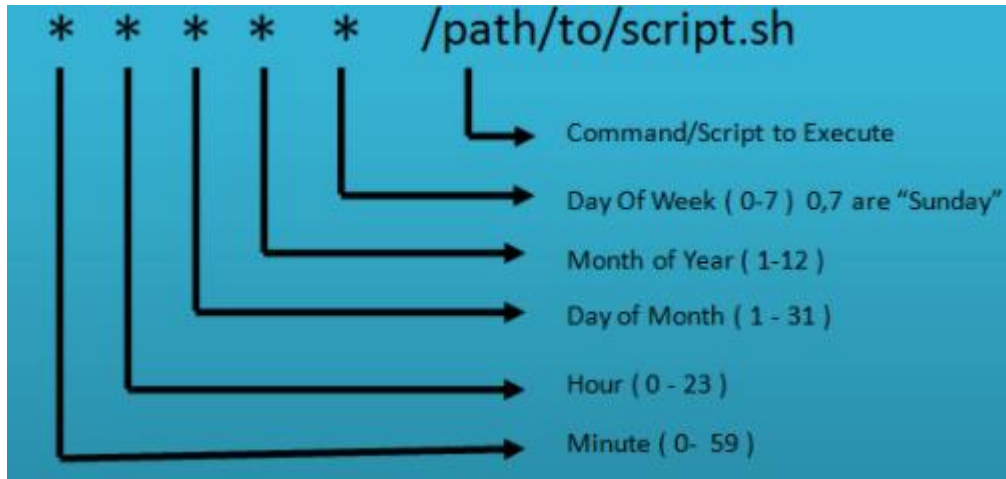 * * * * * /path/to/script.sh
Command/Script to Execute
Day Of Week ( 0-7 ) 0,7 are “Sunday”
Month of Year ( 1-12 )
Day of Month ( 1 - 31 )
Hour ( 0 - 23 )
Minute ( 0- 59 )